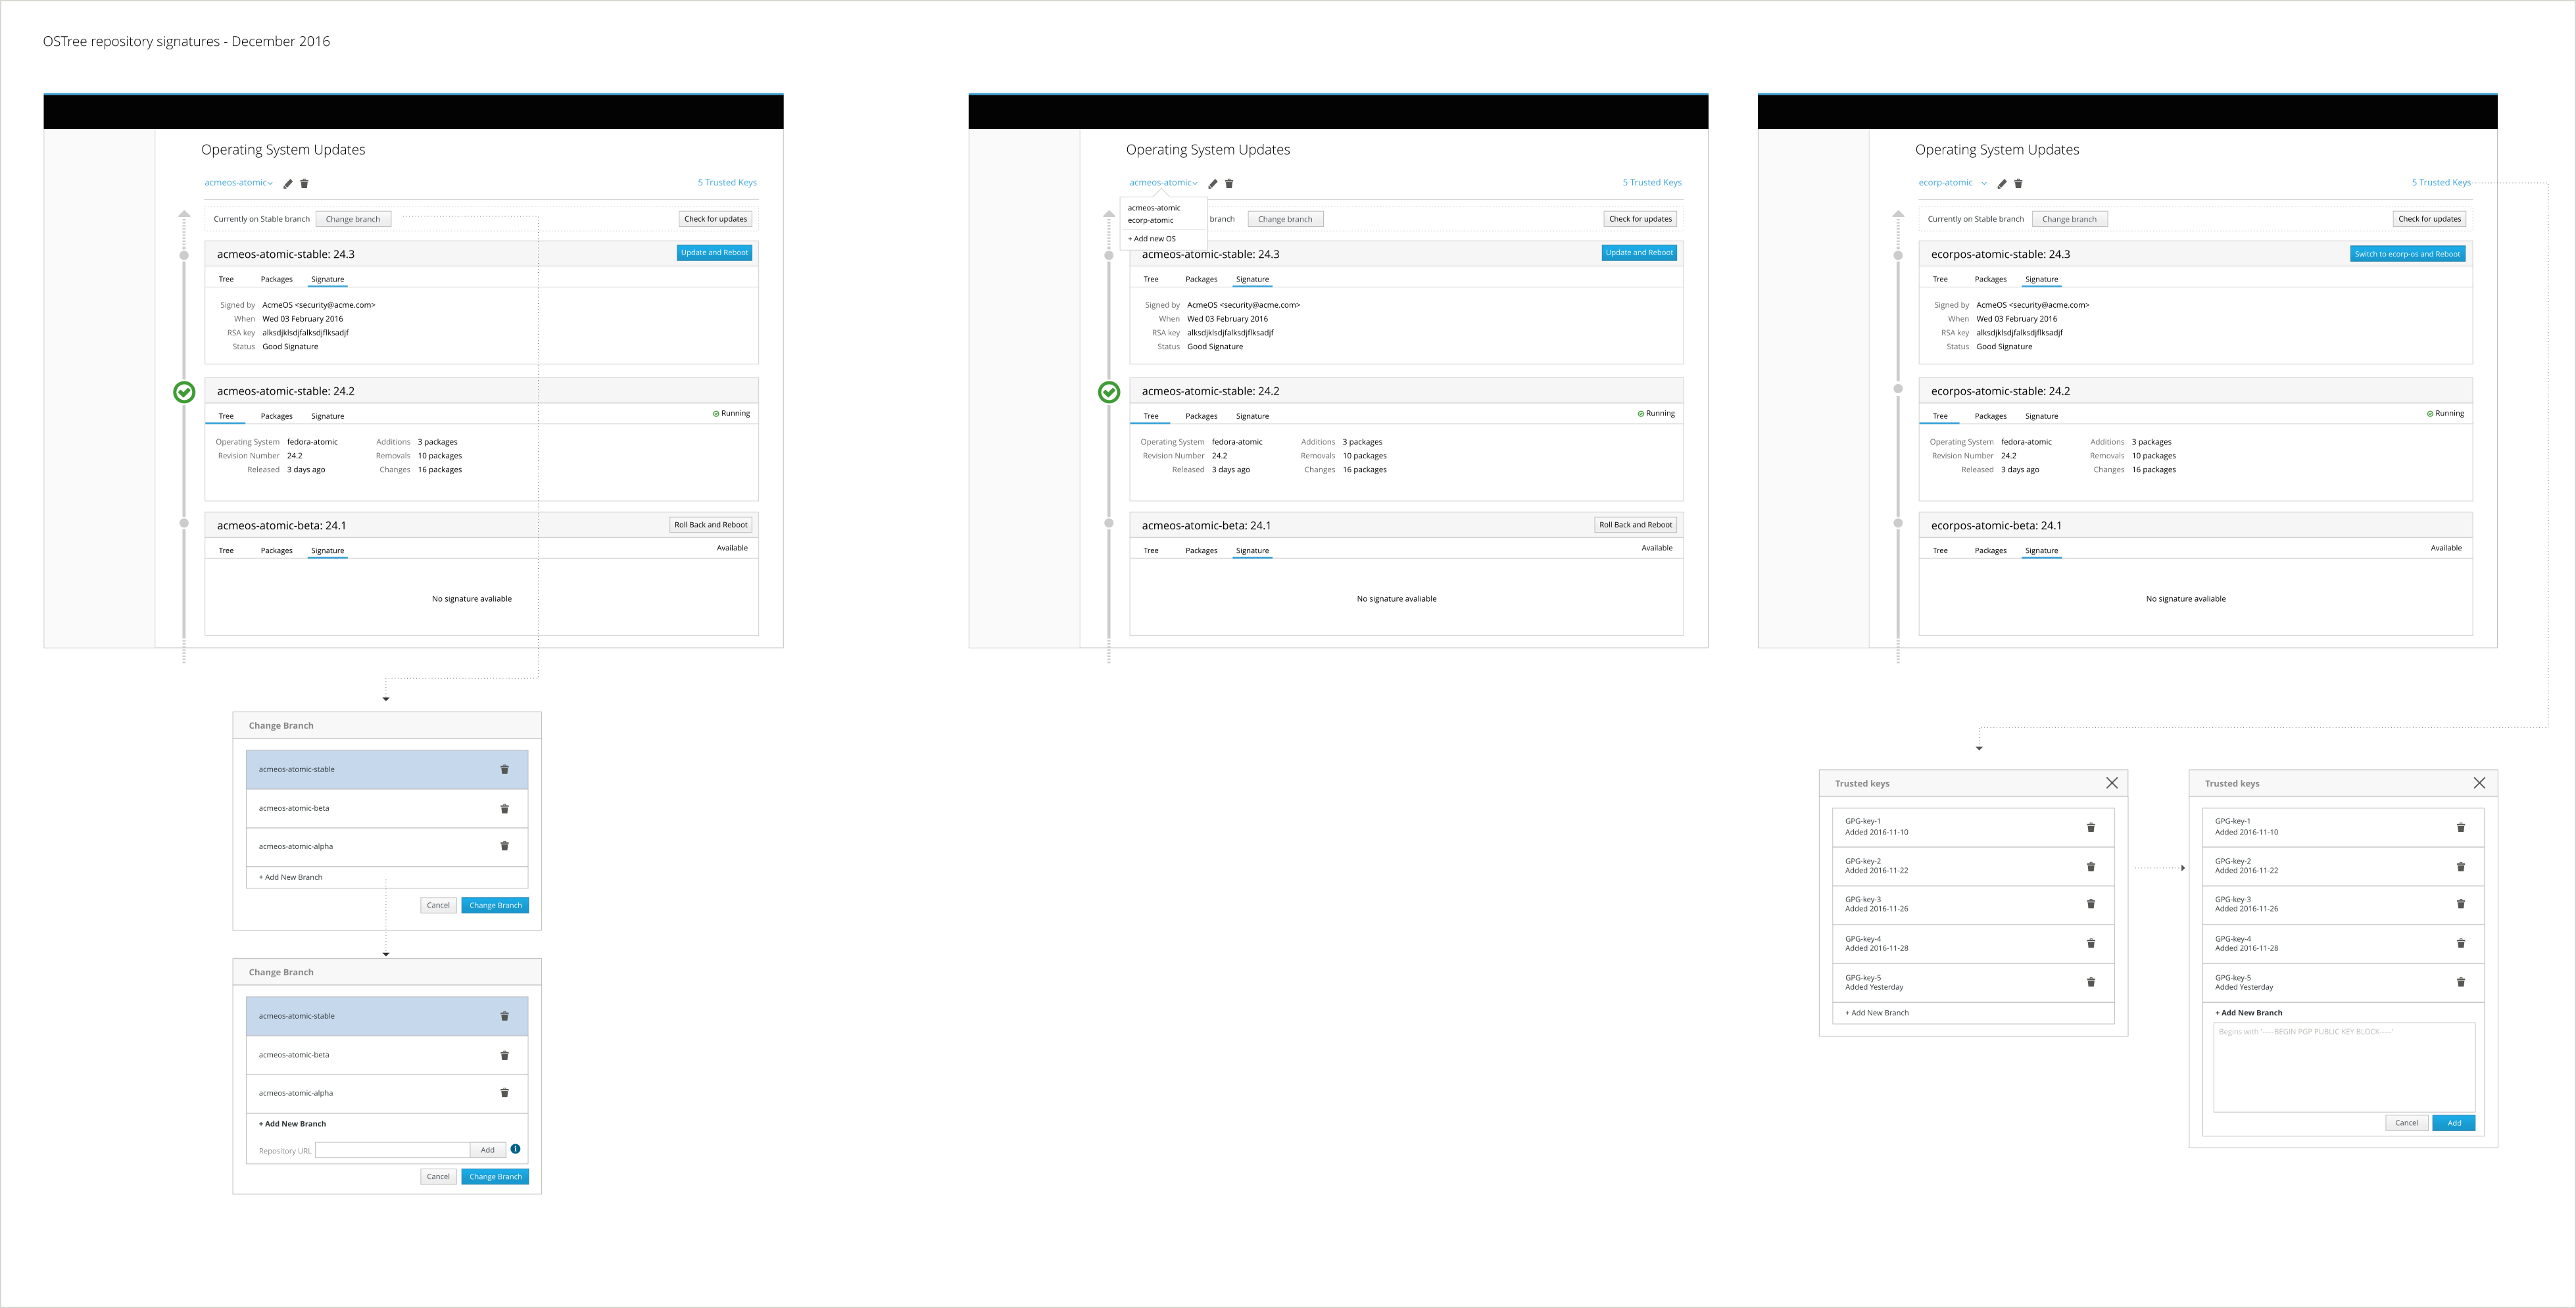 OSTree repository signatures - December 2016
Operating System Updates
acmeos-atomic
5 Trusted Keys
Currently on Stable branch
Change branch
Check for updates
acmeos-atomic-stable: 24.3
Update and Reboot
Tree Packages Signature
Signed by AcmeOS <security@acme.com>
When Wed 03 February 2016
RSA key alksdjklsdjfalksdjflksadjf
Status Good Signature
acmeos-atomic-stable: 24.2
Tree Packages Signature
Running
Operating System fedora-atomic Additions 3 packages
Revision Number 24.2 Removals 10 packages
Released 3 days ago Changes 16 packages
acmeos-atomic-beta: 24.1
Roll Back and Reboot
Tree Packages Signature
Available
No signature avaliable
Change Branch
acmeos-atomic-stable
acmeos-atomic-beta
acmeos-atomic-alpha
+ Add New Branch
Cancel
Change Branch
Change Branch
acmeos-atomic-stable
acmeos-atomic-beta
acmeos-atomic-alpha
+ Add New Branch
Repository URL
Add
Cancel
Change Branch
Operating System Updates
acmeos-atomic
5 Trusted Keys
acmeos-atomic
ecorp-atomic
+ Add new OS
branch
Change branch
Check for updates
acmeos-atomic-stable: 24.3
Update and Reboot
Tree Packages Signature
Signed by AcmeOS <security@acme.com>
When Wed 03 February 2016
RSA key alksdjklsdjfalksdjflksadjf
Status Good Signature
acmeos-atomic-stable: 24.2
Tree Packages Signature
Running
Operating System fedora-atomic Additions 3 packages
Revision Number 24.2 Removals 10 packages
Released 3 days ago Changes 16 packages
acmeos-atomic-beta: 24.1
Roll Back and Reboot
Tree Packages Signature
Available
No signature avaliable
Operating System Updates
ecorp-atomic
5 Trusted Keys
Currently on Stable branch
Change branch
Check for updates
ecorpos-atomic-stable: 24.3
Switch to ecorp-os and Reboot
Tree Packages Signature
Signed by AcmeOS <security@acme.com>
When Wed 03 February 2016
RSA key alksdjklsdjfalksdjflksadjf
Status Good Signature
ecorpos-atomic-stable: 24.2
Tree Packages Signature
Running
Operating System fedora-atomic Additions 3 packages
Revision Number 24.2 Removals 10 packages
Released 3 days ago Changes 16 packages
ecorpos-atomic-beta: 24.1
Tree Packages Signature
Available
No signature avaliable
Trusted keys
GPG-key-1
Added 2016-11-10
GPG-key-2
Added 2016-11-22
GPG-key-3
Added 2016-11-26
GPG-key-4
Added 2016-11-28
GPG-key-5
Added Yesterday
+ Add New Branch
Trusted keys
GPG-key-1
Added 2016-11-10
GPG-key-2
Added 2016-11-22
GPG-key-3
Added 2016-11-26
GPG-key-4
Added 2016-11-28
GPG-key-5
Added Yesterday
+ Add New Branch
Begins with '-----BEGIN PGP PUBLIC KEY BLOCK-----'
Cancel
Add